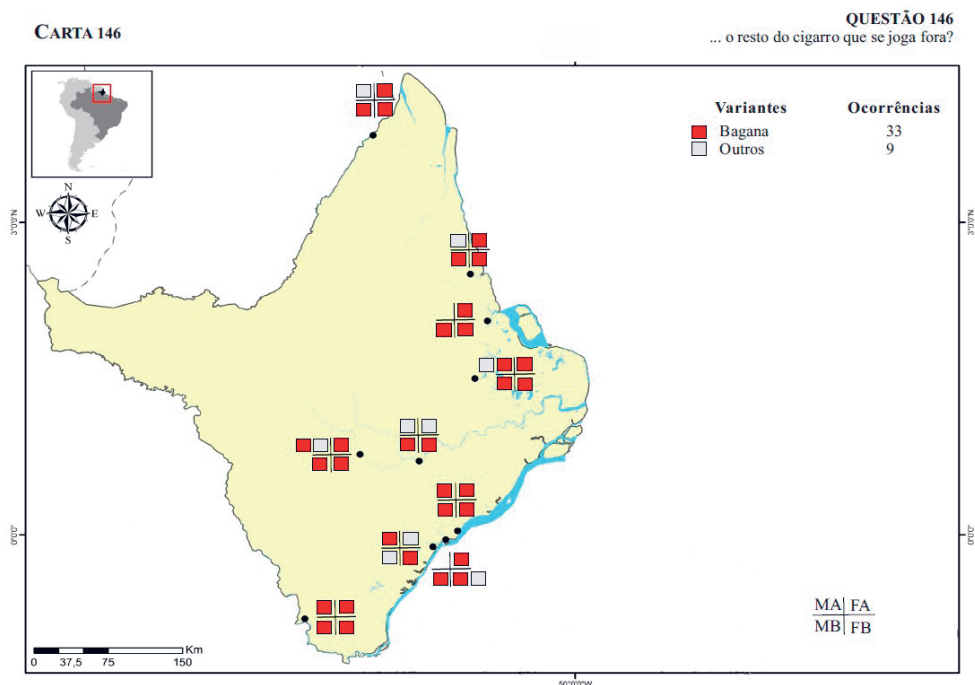 CARTA 146
QUESTÃO 146
... o resto do cigarro que se joga fora?
Variantes Ocorrências
Bagana 33
Outros 9
N
W E
S
3°0'0"N
3°0'0"N
0°0'0"
0°0'0"
MA FA
MB FB
Km
0 37,5 75 150
50°0'0"W